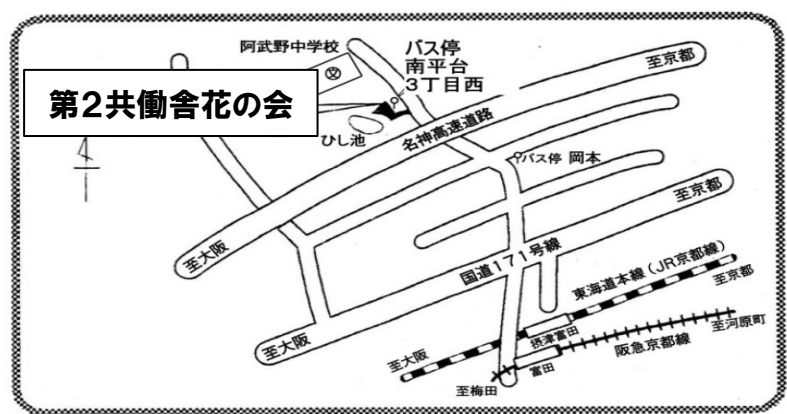 阿武野中学校
バス停
南平台
3丁目西
至京都
第2共働舎花の会
ひし池
名神高速道路
バス停 岡本
至京都
至大阪
国道171号線
東海道本線(JR京都線)
至京都
至大阪
摂津富田
至大阪
阪急京都線
至河原町
富田
至梅田